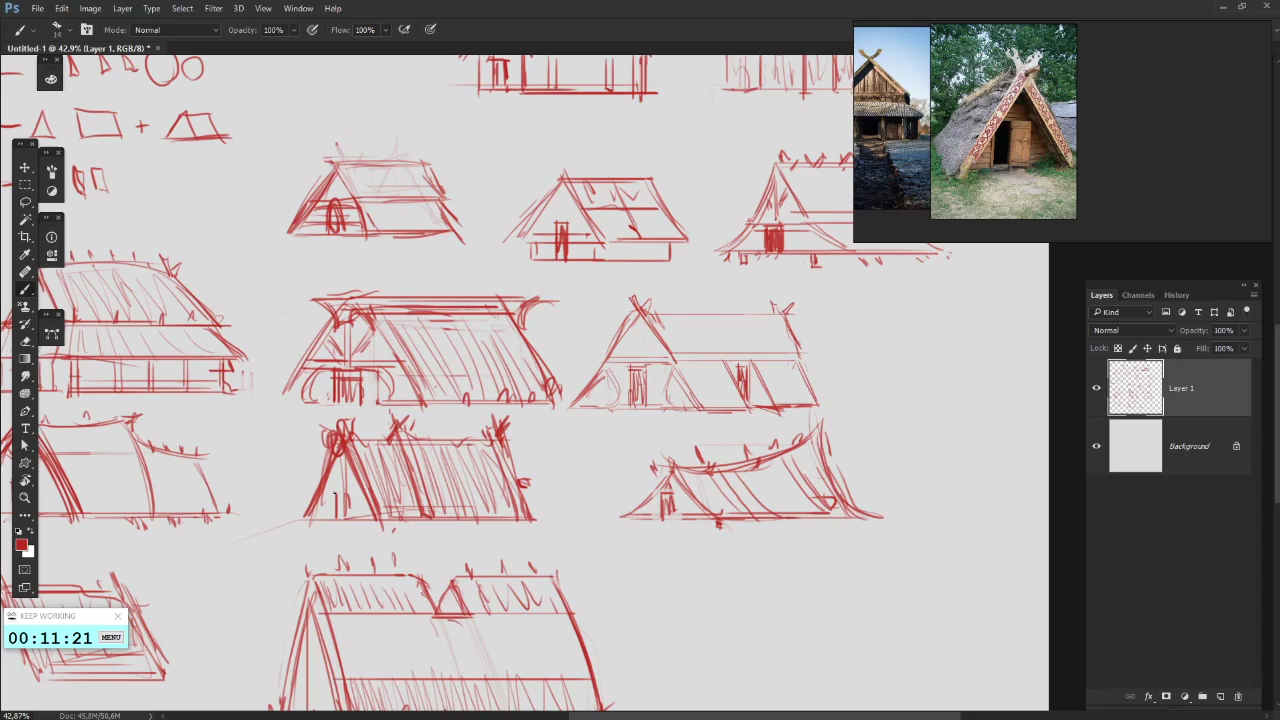 Ps File Edit Image Layer Type Select Filter 3D View Window Help
14 Mode: Normal Opacity: 100% Flow: 100%
Untitled-1 @ 42,9% (Layer 1, RGB/8) * ×
Layers Channels History
Kind
Normal Opacity: 100%
Lock: Fill: 100%
Layer 1
Background
KEEP WORKING
00:11:21 MENU
42,87% Doc: 45,8M/50,6M